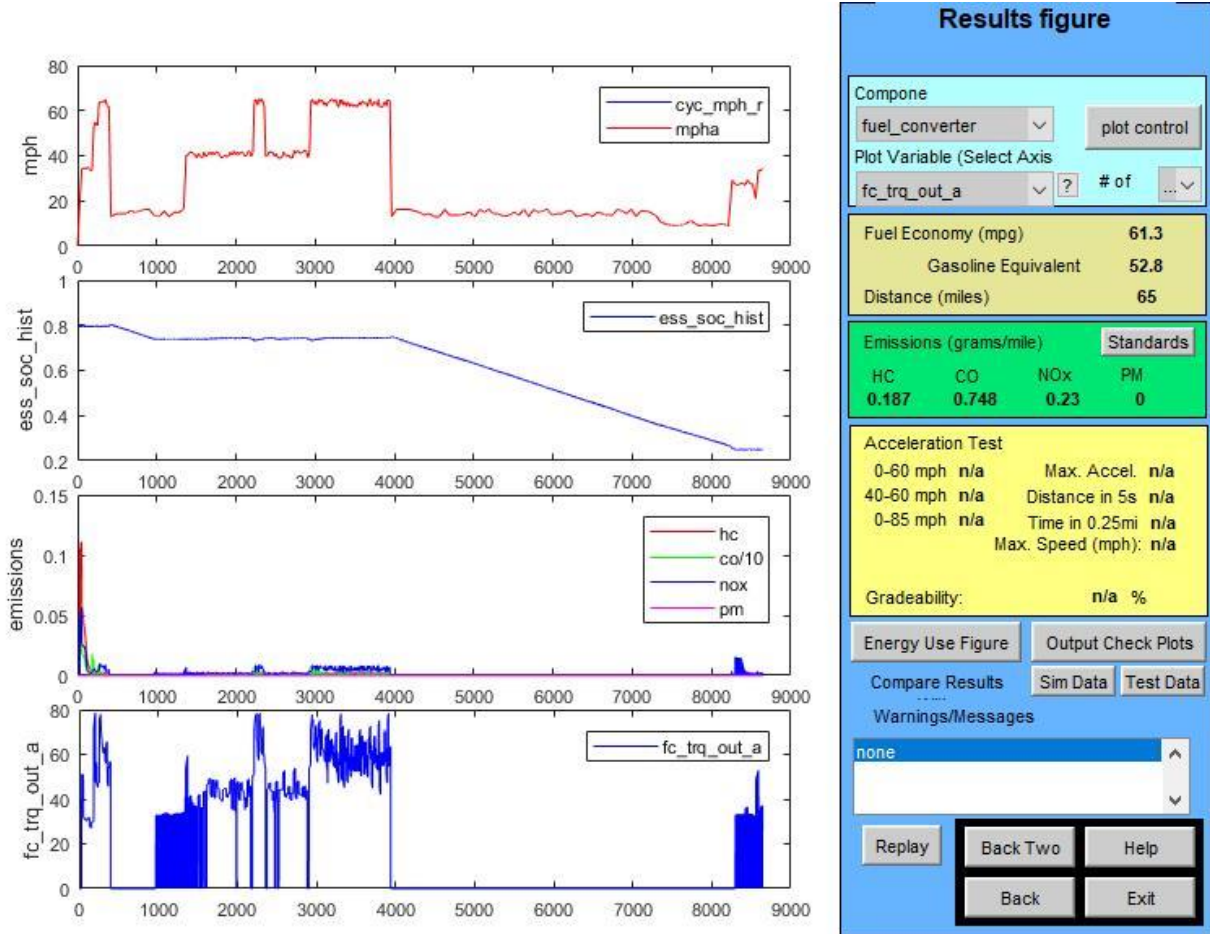 80
60
40
20
0
mph
cyc_mph_r
mpha
0 1000 2000 3000 4000 5000 6000 7000 8000 9000
1
0.8
0.6
0.4
0.2
ess_soc_hist
ess_soc_hist
0 1000 2000 3000 4000 5000 6000 7000 8000 9000
0.15
0.1
0.05
0
emissions
hc
co/10
nox
pm
0 1000 2000 3000 4000 5000 6000 7000 8000 9000
80
60
40
20
0
fc_trq_out_a
fc_trq_out_a
0 1000 2000 3000 4000 5000 6000 7000 8000 9000
Results figure
Compone
fuel_converter
plot control
Plot Variable (Select Axis
fc_trq_out_a ? # of ...
Fuel Economy (mpg) 61.3
Gasoline Equivalent 52.8
Distance (miles) 65
Emissions (grams/mile) Standards
HC CO NOx PM
0.187 0.748 0.23 0
Acceleration Test
0-60 mph n/a Max. Accel. n/a
40-60 mph n/a Distance in 5s n/a
0-85 mph n/a Time in 0.25mi n/a
Max. Speed (mph): n/a
Gradeability: n/a %
Energy Use Figure Output Check Plots
Compare Results Sim Data Test Data
Warnings/Messages
none
Replay Back Two Help
Back Exit